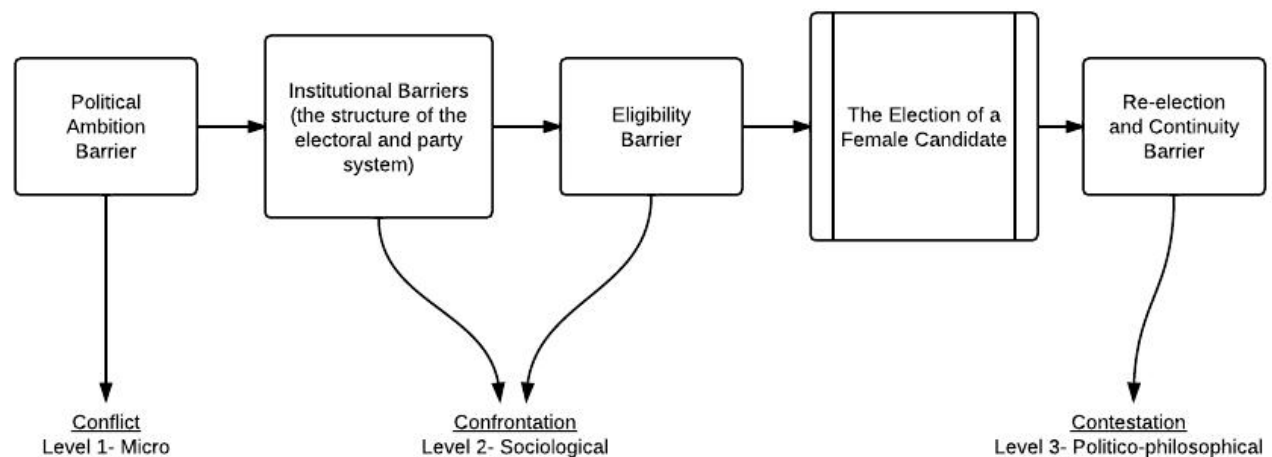 Political
Ambition
Barrier
Institutional Barriers
(the structure of the
electoral and party
system)
Eligibility
Barrier
The Election of a
Female Candidate
Re-election
and Continuity
Barrier
Conflict
Level 1- Micro
Confrontation
Level 2- Sociological
Contestation
Level 3- Politico-philosophical